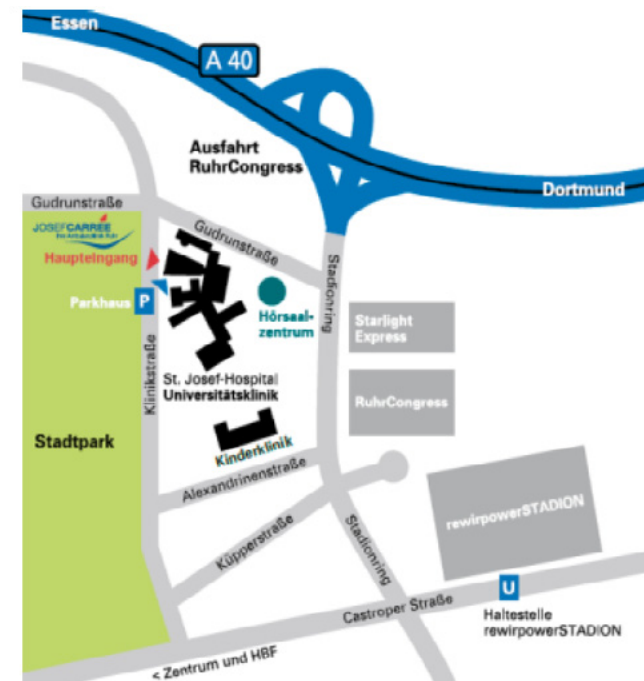 Essen
A 40
Ausfahrt
RuhrCongress
Dortmund
Gudrunstraße
JOSEFCARRÉE
Haupteingang
Gudrunstraße
Stadionring
Parkhaus P
Hörsaal-
zentrum
Starlight
Express
Klinikstraße
St. Josef-Hospital
Universitätsklinik
RuhrCongress
Stadtpark
Kinderklinik
Alexandrinenstraße
Küpperstraße
Stadionring
rewirpowerSTADION
U
Castroper Straße
Haltestelle
rewirpowerSTADION
< Zentrum und HBF